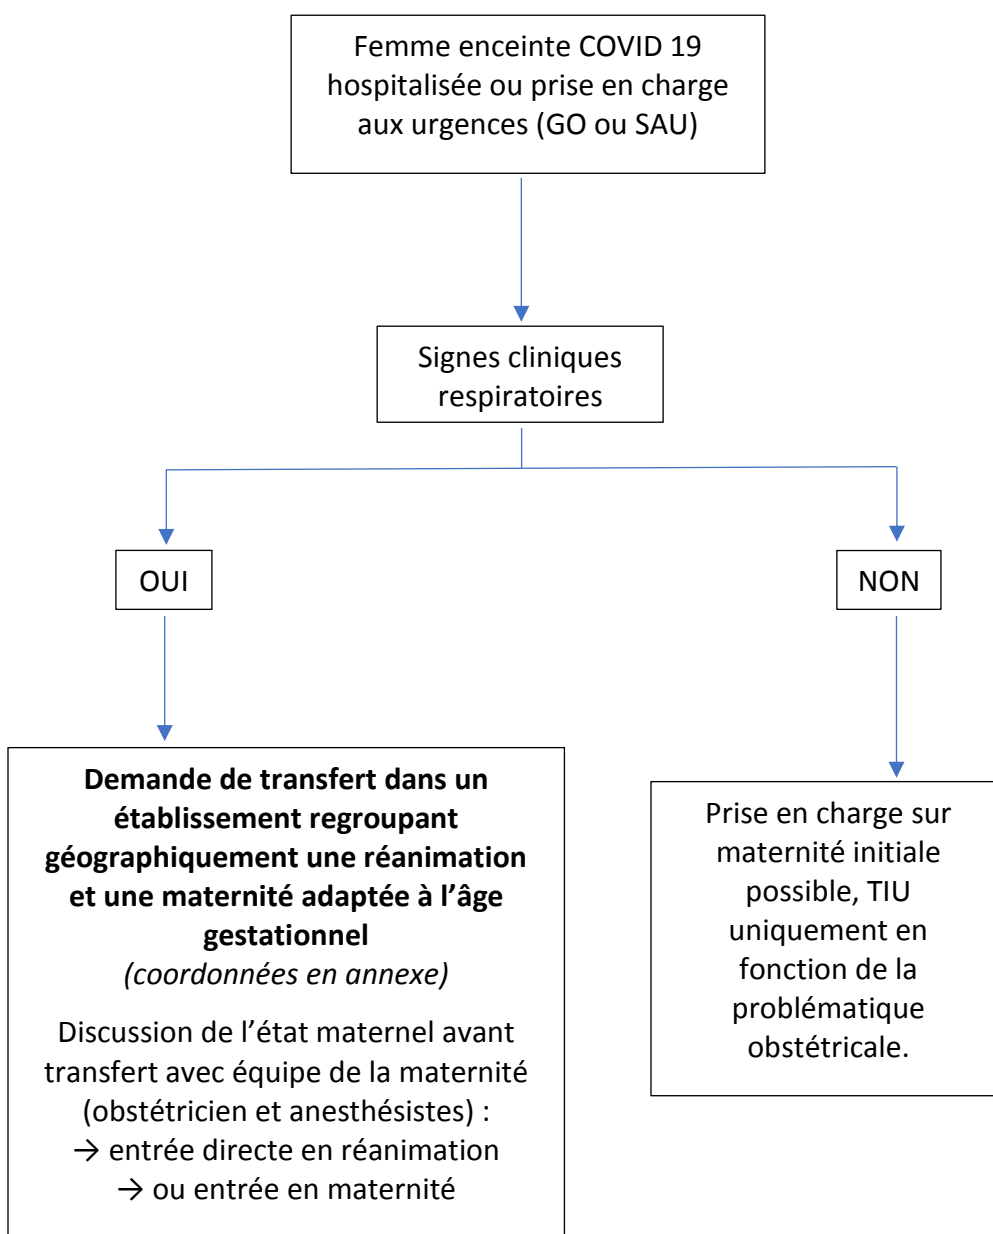 Femme enceinte COVID 19
hospitalisée ou prise en charge
aux urgences (GO ou SAU)
Signes cliniques
respiratoires
OUI
NON
Demande de transfert dans un
établissement regroupant
géographiquement une réanimation
et une maternité adaptée à l’âge
gestationnel
(coordonnées en annexe)
Discussion de l’état maternel avant
transfert avec équipe de la maternité
(obstétricien et anesthésistes) :
→ entrée directe en réanimation
→ ou entrée en maternité
Prise en charge sur
maternité initiale
possible, TIU
uniquement en
fonction de la
problématique
obstétricale.